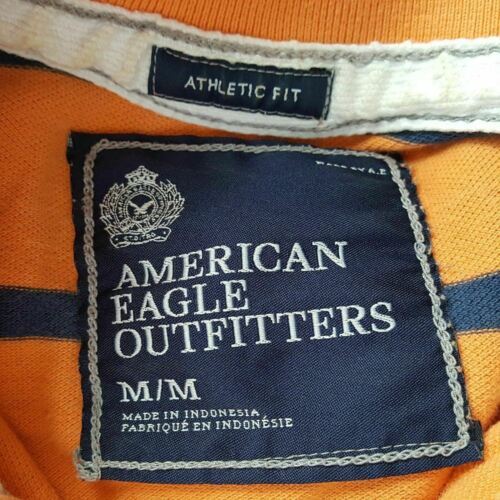 ATHLETIC FIT
AMERICAN
EAGLE
OUTFITTERS
M/M
MADE IN INDONESIA
FABRIQUÉ EN INDONÉSIE